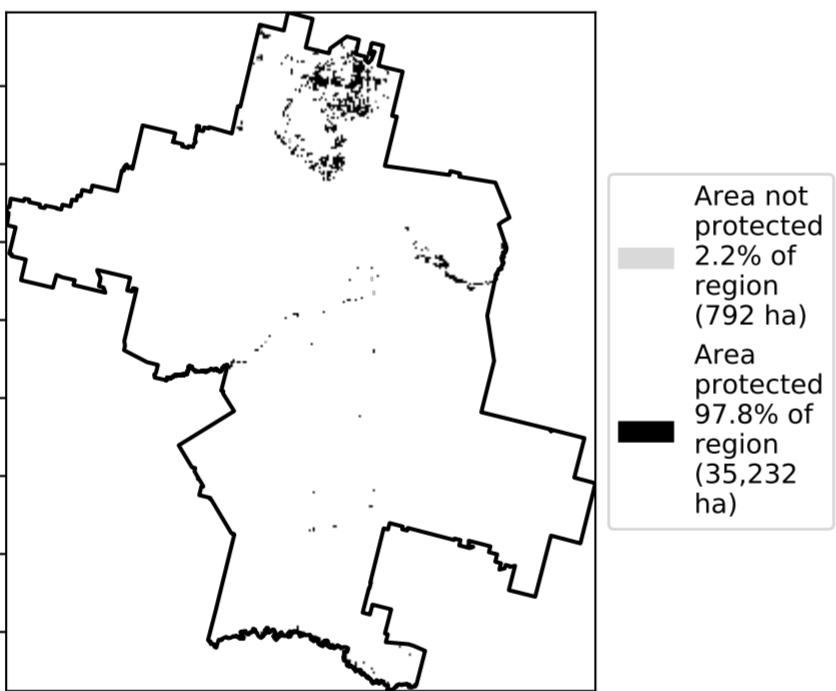 Area not
protected
2.2% of
region
(792 ha)
Area
protected
97.8% of
region
(35,232
ha)